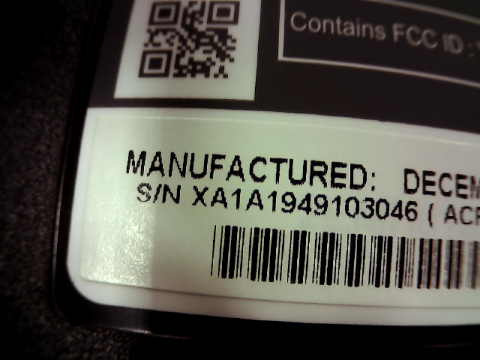 Contains FCC ID :
MANUFACTURED: DECEM
S/N XA1A1949103046 ( ACR